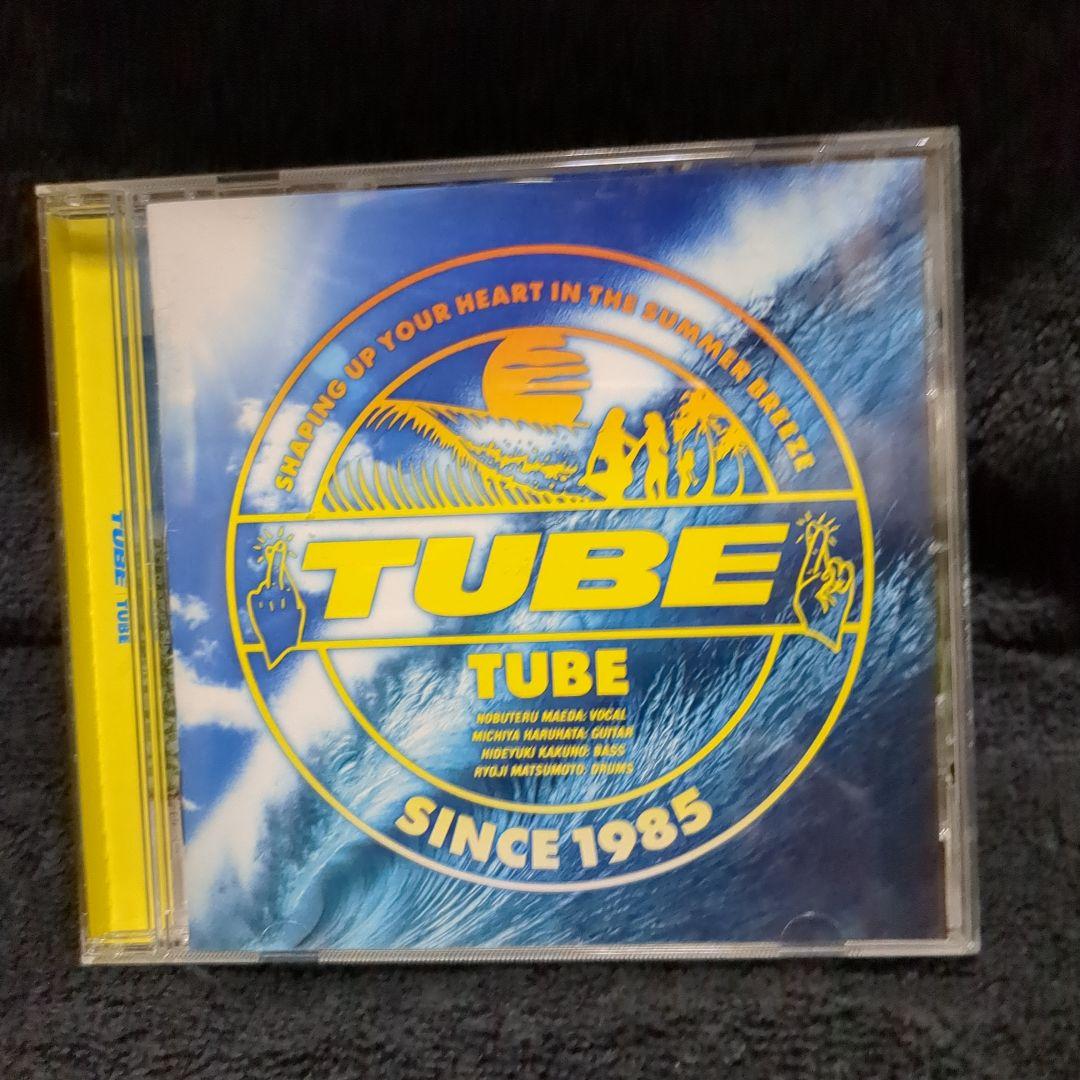 SHAPING UP YOUR HEART IN THE SUMMER BREEZE
TUBE
TUBE
NOBUTERU MAEDA: VOCAL
MICHIYA HARUHATA: GUITAR
HIDEYUKI KAKUNO: BASS
RYOJI MATSUMOTO: DRUMS
SINCE 1985
TUBE | TUBE